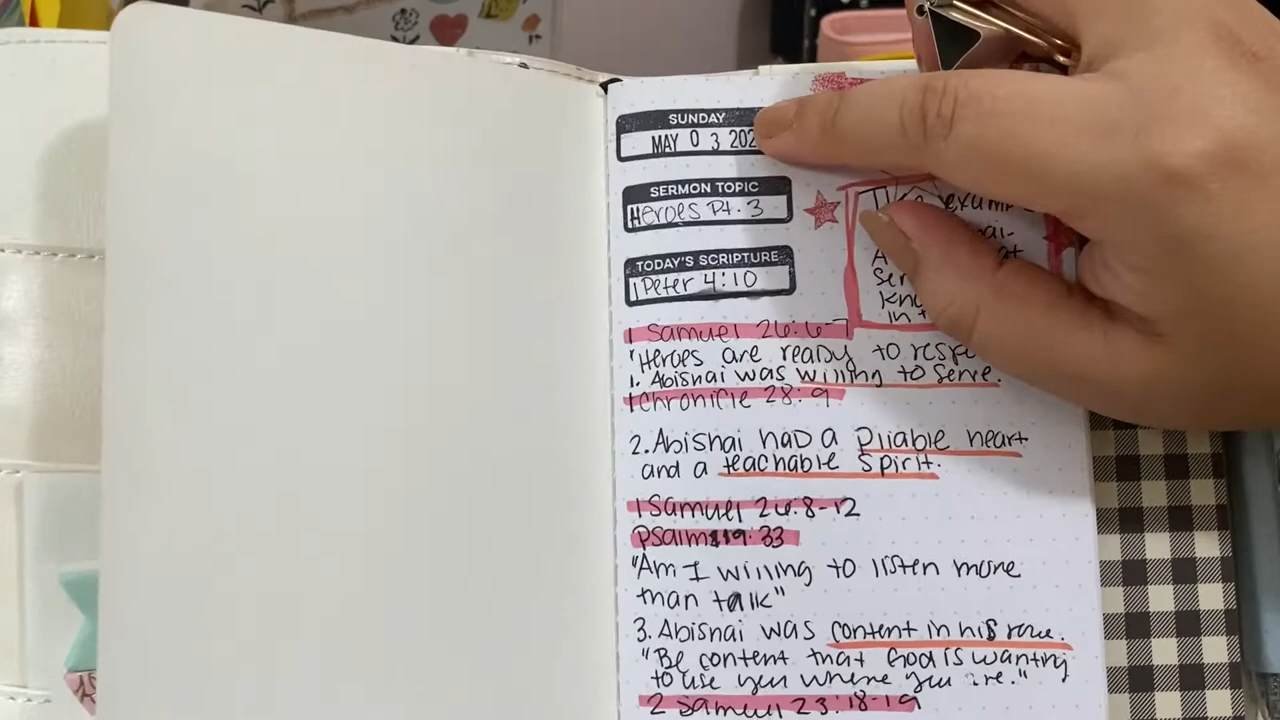 SUNDAY
MAY 0 3 202
SERMON TOPIC
Heroes Pt. 3
TODAY'S SCRIPTURE
1 Peter 4:10
1 Samuel 26:6-7
"Heroes are ready to
1. Abishai was willing to serve.
1 Chronicle 28:9
2. Abishai had a pliable heart
and a teachable spirit.
1 Samuel 26:8-12
Psalm 119:33
"Am I willing to listen more
than talk"
3. Abishai was content in his role.
"Be content that God is wanting
to use you where you are."
2 Samuel 23:18-19